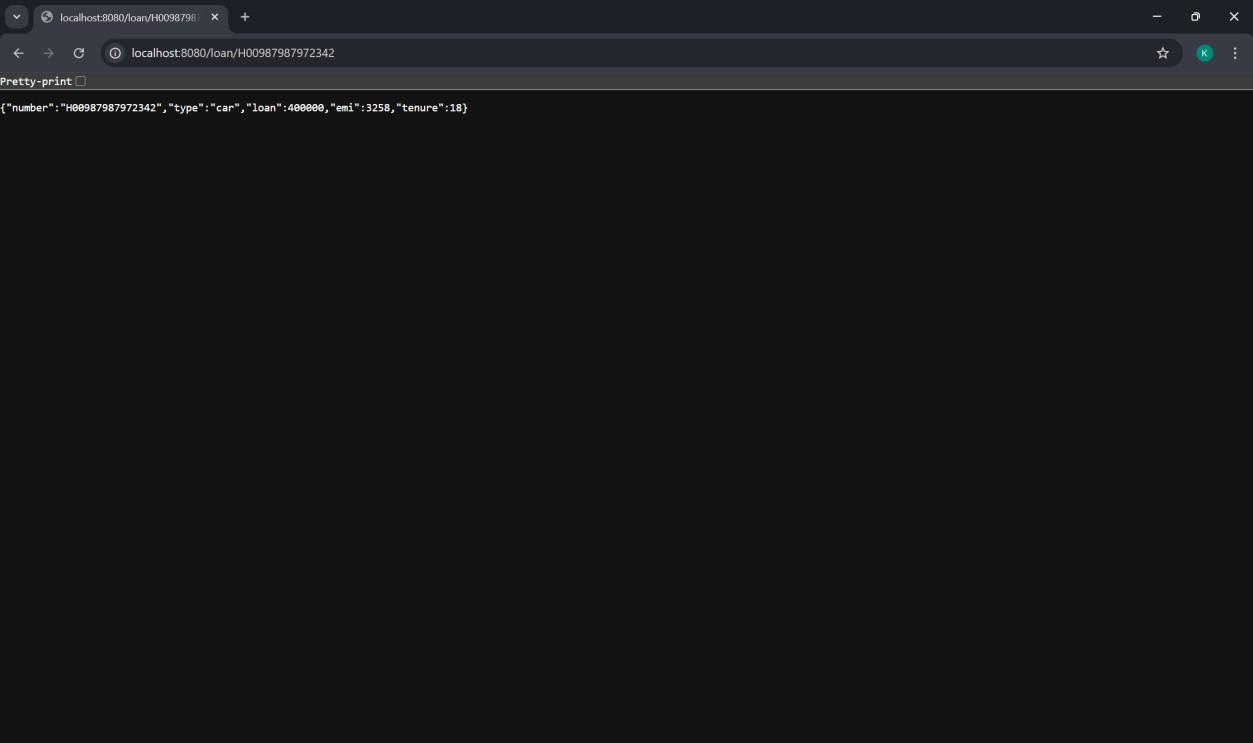 localhost:8080/loan/H0098798
localhost:8080/loan/H00987987972342
K
Pretty-print
{"number":"H00987987972342","type":"car","loan":400000,"emi":3258,"tenure":18}